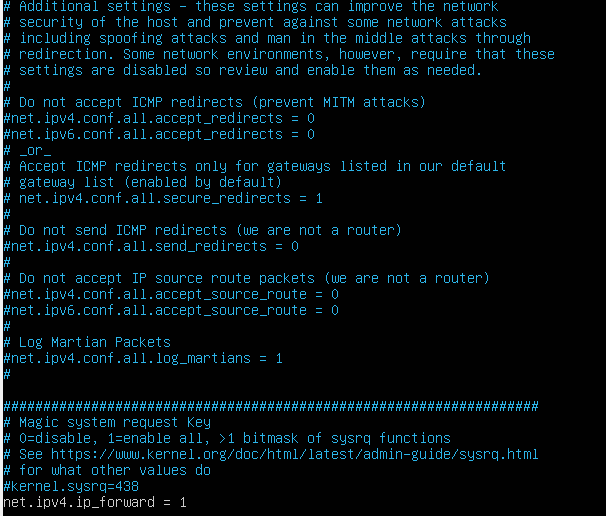 # Additional settings - these settings can improve the network
# security of the host and prevent against some network attacks
# including spoofing attacks and man in the middle attacks through
# redirection. Some network environments, however, require that these
# settings are disabled so review and enable them as needed.
#
# Do not accept ICMP redirects (prevent MITM attacks)
#net.ipv4.conf.all.accept_redirects = 0
#net.ipv6.conf.all.accept_redirects = 0
# _or_
# Accept ICMP redirects only for gateways listed in our default
# gateway list (enabled by default)
# net.ipv4.conf.all.secure_redirects = 1
#
# Do not send ICMP redirects (we are not a router)
#net.ipv4.conf.all.send_redirects = 0
#
# Do not accept IP source route packets (we are not a router)
#net.ipv4.conf.all.accept_source_route = 0
#net.ipv6.conf.all.accept_source_route = 0
#
# Log Martian Packets
#net.ipv4.conf.all.log_martians = 1
#
###################################################################
# Magic system request Key
# 0=disable, 1=enable all, >1 bitmask of sysrq functions
# See https://www.kernel.org/doc/html/latest/admin-guide/sysrq.html
# for what other values do
#kernel.sysrq=438
net.ipv4.ip_forward = 1